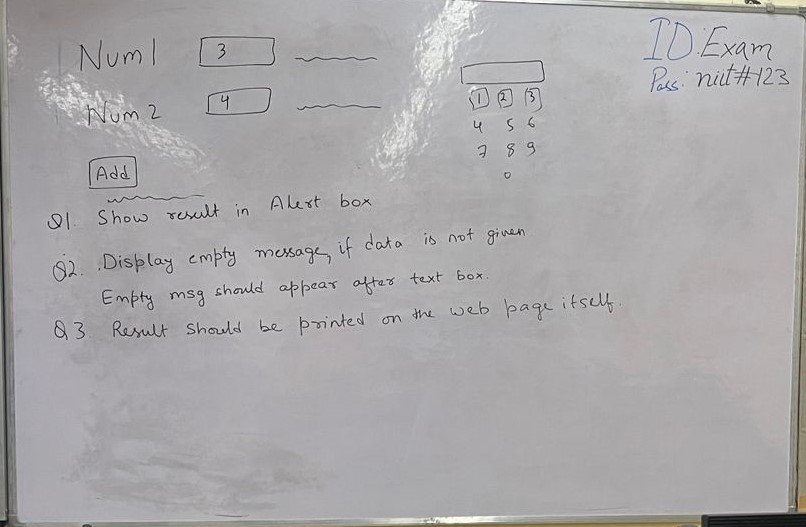 Num1 3
Num 2 4
Add
1 2 3
4 5 6
7 8 9
0
ID: Exam
Pass: niit#123
Q1. Show result in Alert box
Q2. Display empty message, if data is not given
Empty msg should appear after text box.
Q3 Result should be printed on the web page itself.